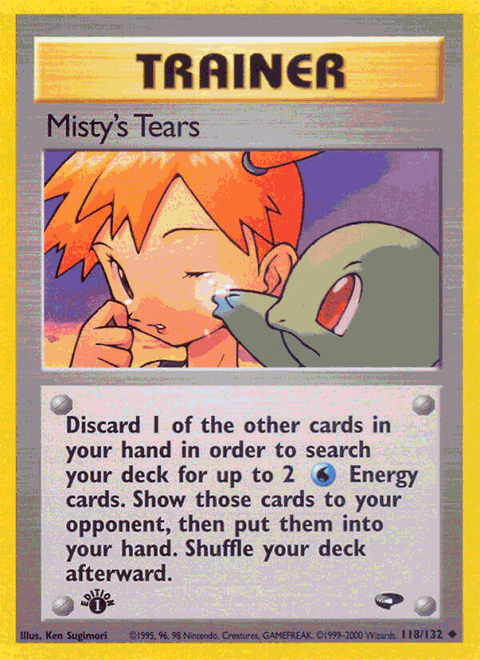 TRAINER
Misty's Tears
Discard 1 of the other cards in
your hand in order to search
your deck for up to 2 Energy
cards. Show those cards to your
opponent, then put them into
your hand. Shuffle your deck
afterward.
EDITION
1
Illus. Ken Sugimori ©1995, 96, 98 Nintendo, Creatures, GAMEFREAK. ©1999-2000 Wizards. 118/132